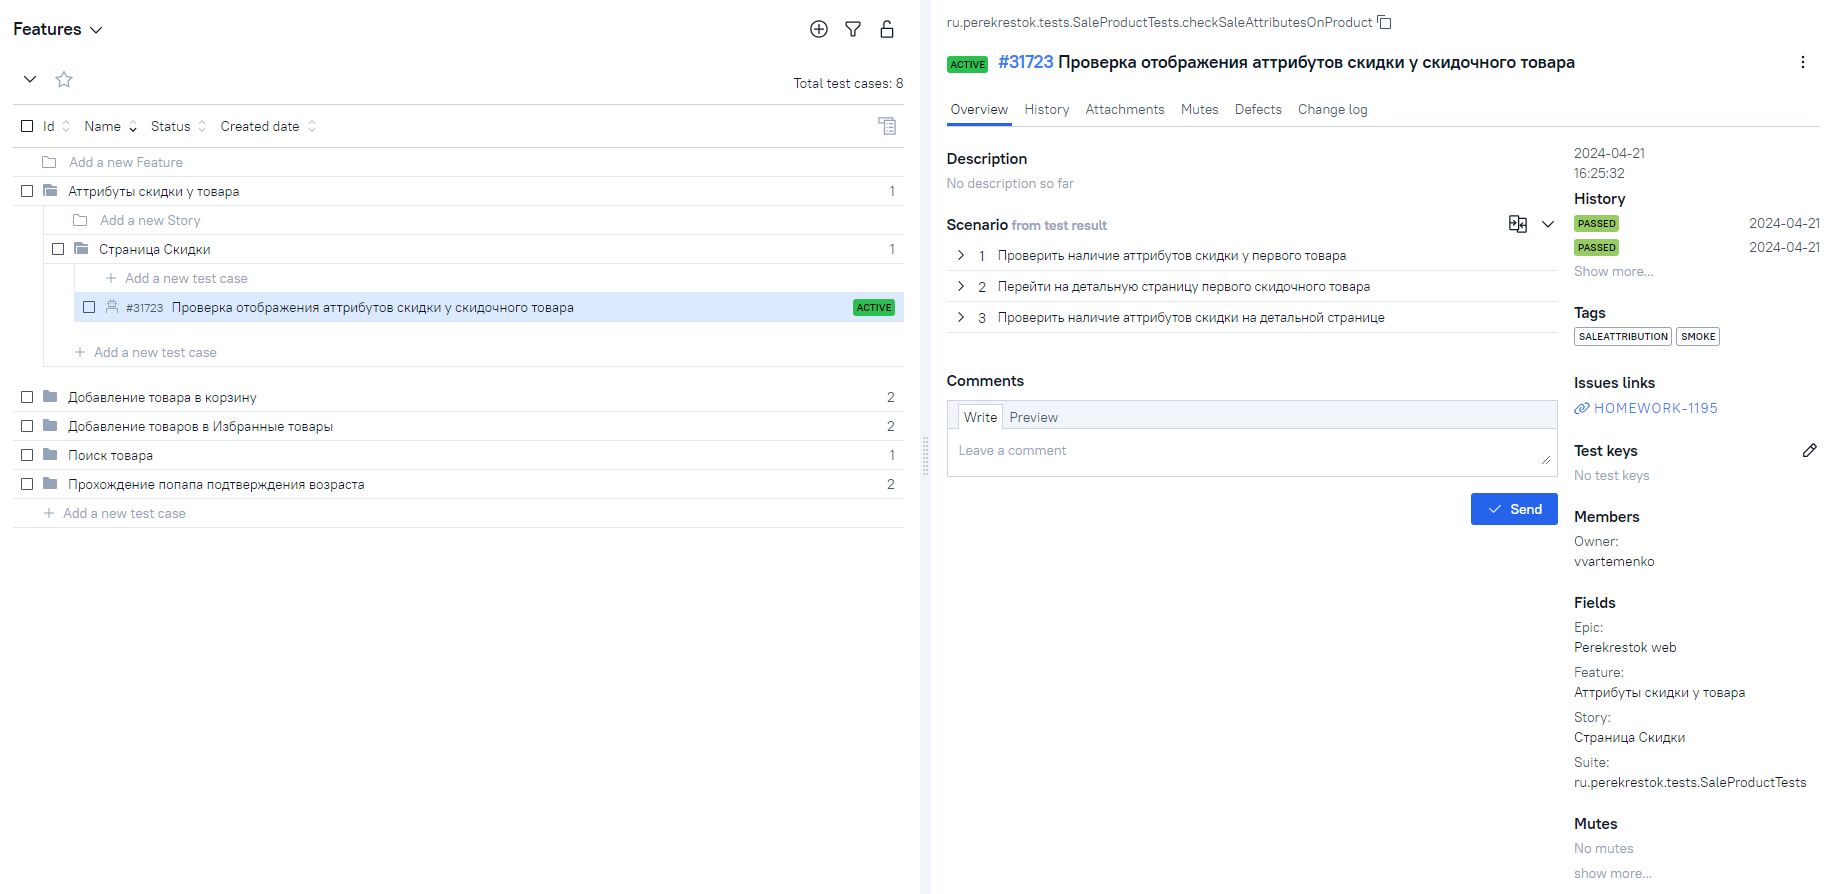 Features
Total test cases: 8
Id Name Status Created date
Add a new Feature
Аттрибуты скидки у товара 1
Add a new Story
Страница Скидки 1
Add a new test case
#31723 Проверка отображения аттрибутов скидки у скидочного товара ACTIVE
Add a new test case
Добавление товара в корзину 2
Добавление товаров в Избранные товары 2
Поиск товара 1
Прохождение попапа подтверждения возраста 2
Add a new test case
ru.perekrestok.tests.SaleProductTests.checkSaleAttributesOnProduct
ACTIVE #31723 Проверка отображения аттрибутов скидки у скидочного товара
Overview History Attachments Mutes Defects Change log
Description
No description so far
Scenario from test result
1 Проверить наличие аттрибутов скидки у первого товара
2 Перейти на детальную страницу первого скидочного товара
3 Проверить наличие аттрибутов скидки на детальной странице
Comments
Write Preview
Leave a comment
Send
2024-04-21
16:25:32
History
PASSED 2024-04-21
PASSED 2024-04-21
Show more...
Tags
SALEATTRIBUTION SMOKE
Issues links
HOMEWORK-1195
Test keys
No test keys
Members
Owner:
vvartemenko
Fields
Epic:
Perekrestok web
Feature:
Аттрибуты скидки у товара
Story:
Страница Скидки
Suite:
ru.perekrestok.tests.SaleProductTests
Mutes
No mutes
show more...